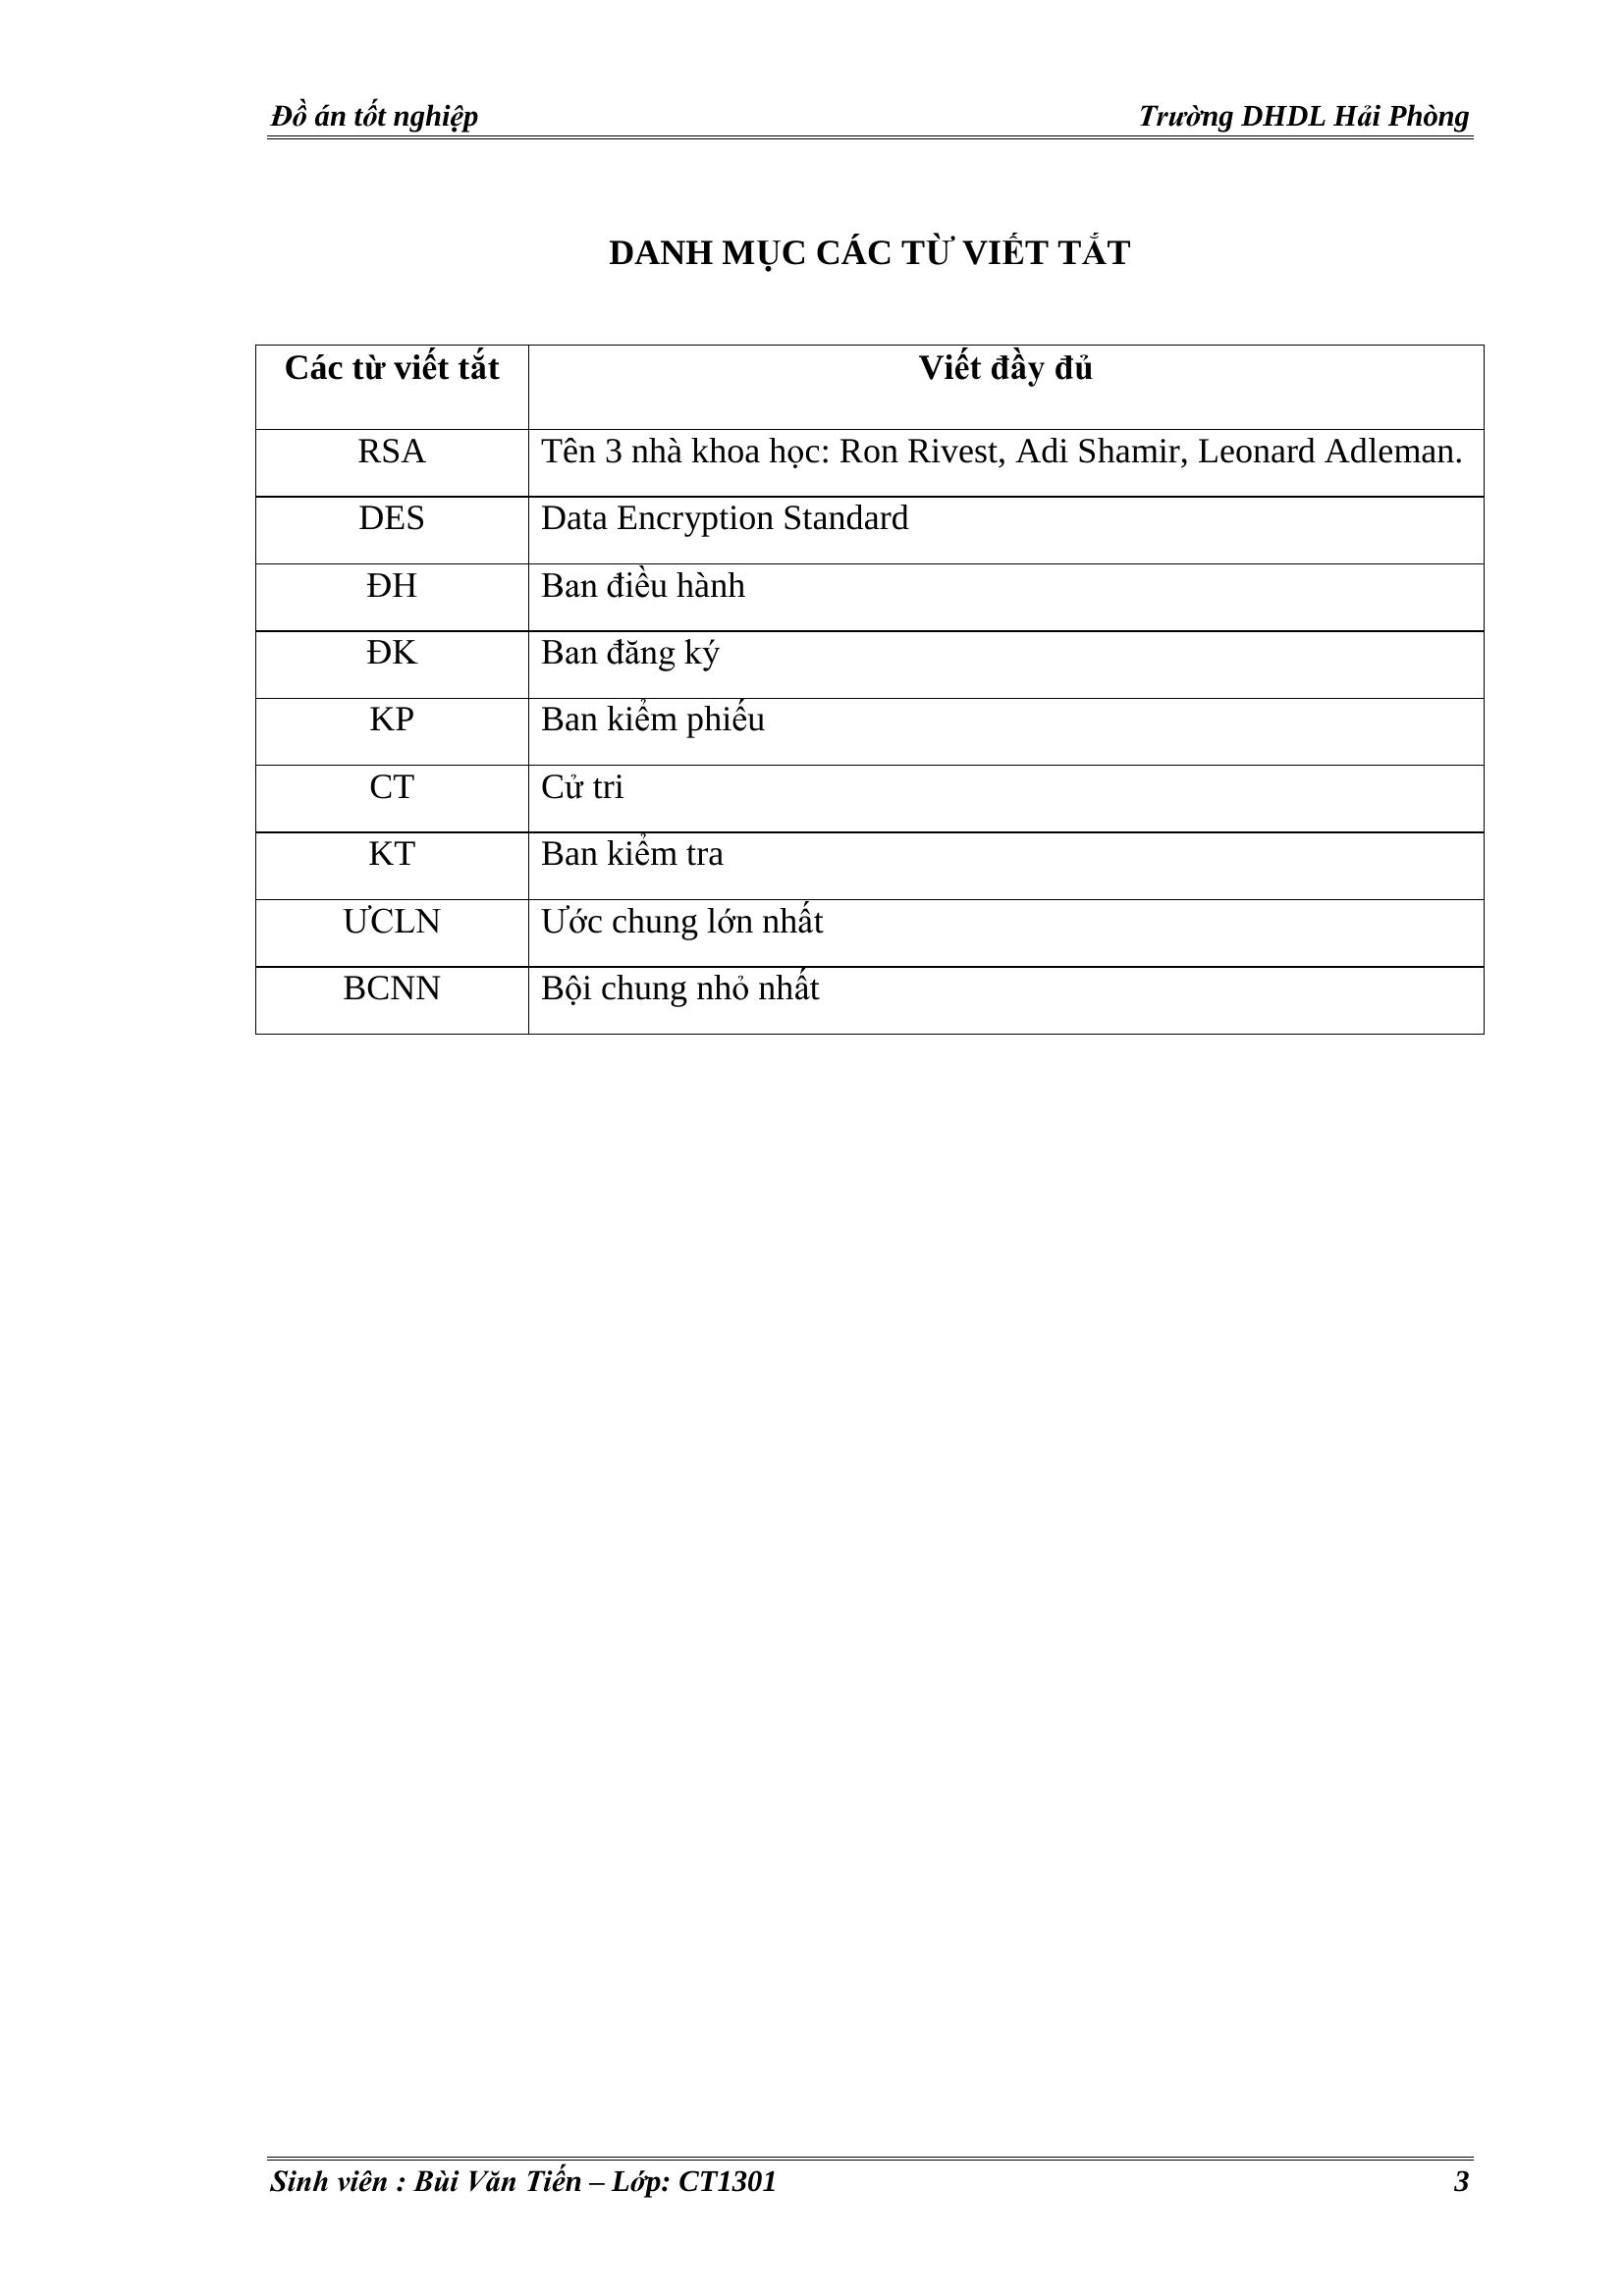 Đồ án tốt nghiệp Trường DHDL Hải Phòng
DANH MỤC CÁC TỪ VIẾT TẮT
Các từ viết tắt Viết đầy đủ
RSA Tên 3 nhà khoa học: Ron Rivest, Adi Shamir, Leonard Adleman.
DES Data Encryption Standard
ĐH Ban điều hành
ĐK Ban đăng ký
KP Ban kiểm phiếu
CT Cử tri
KT Ban kiểm tra
ƯCLN Ước chung lớn nhất
BCNN Bội chung nhỏ nhất
Sinh viên : Bùi Văn Tiến – Lớp: CT1301 3